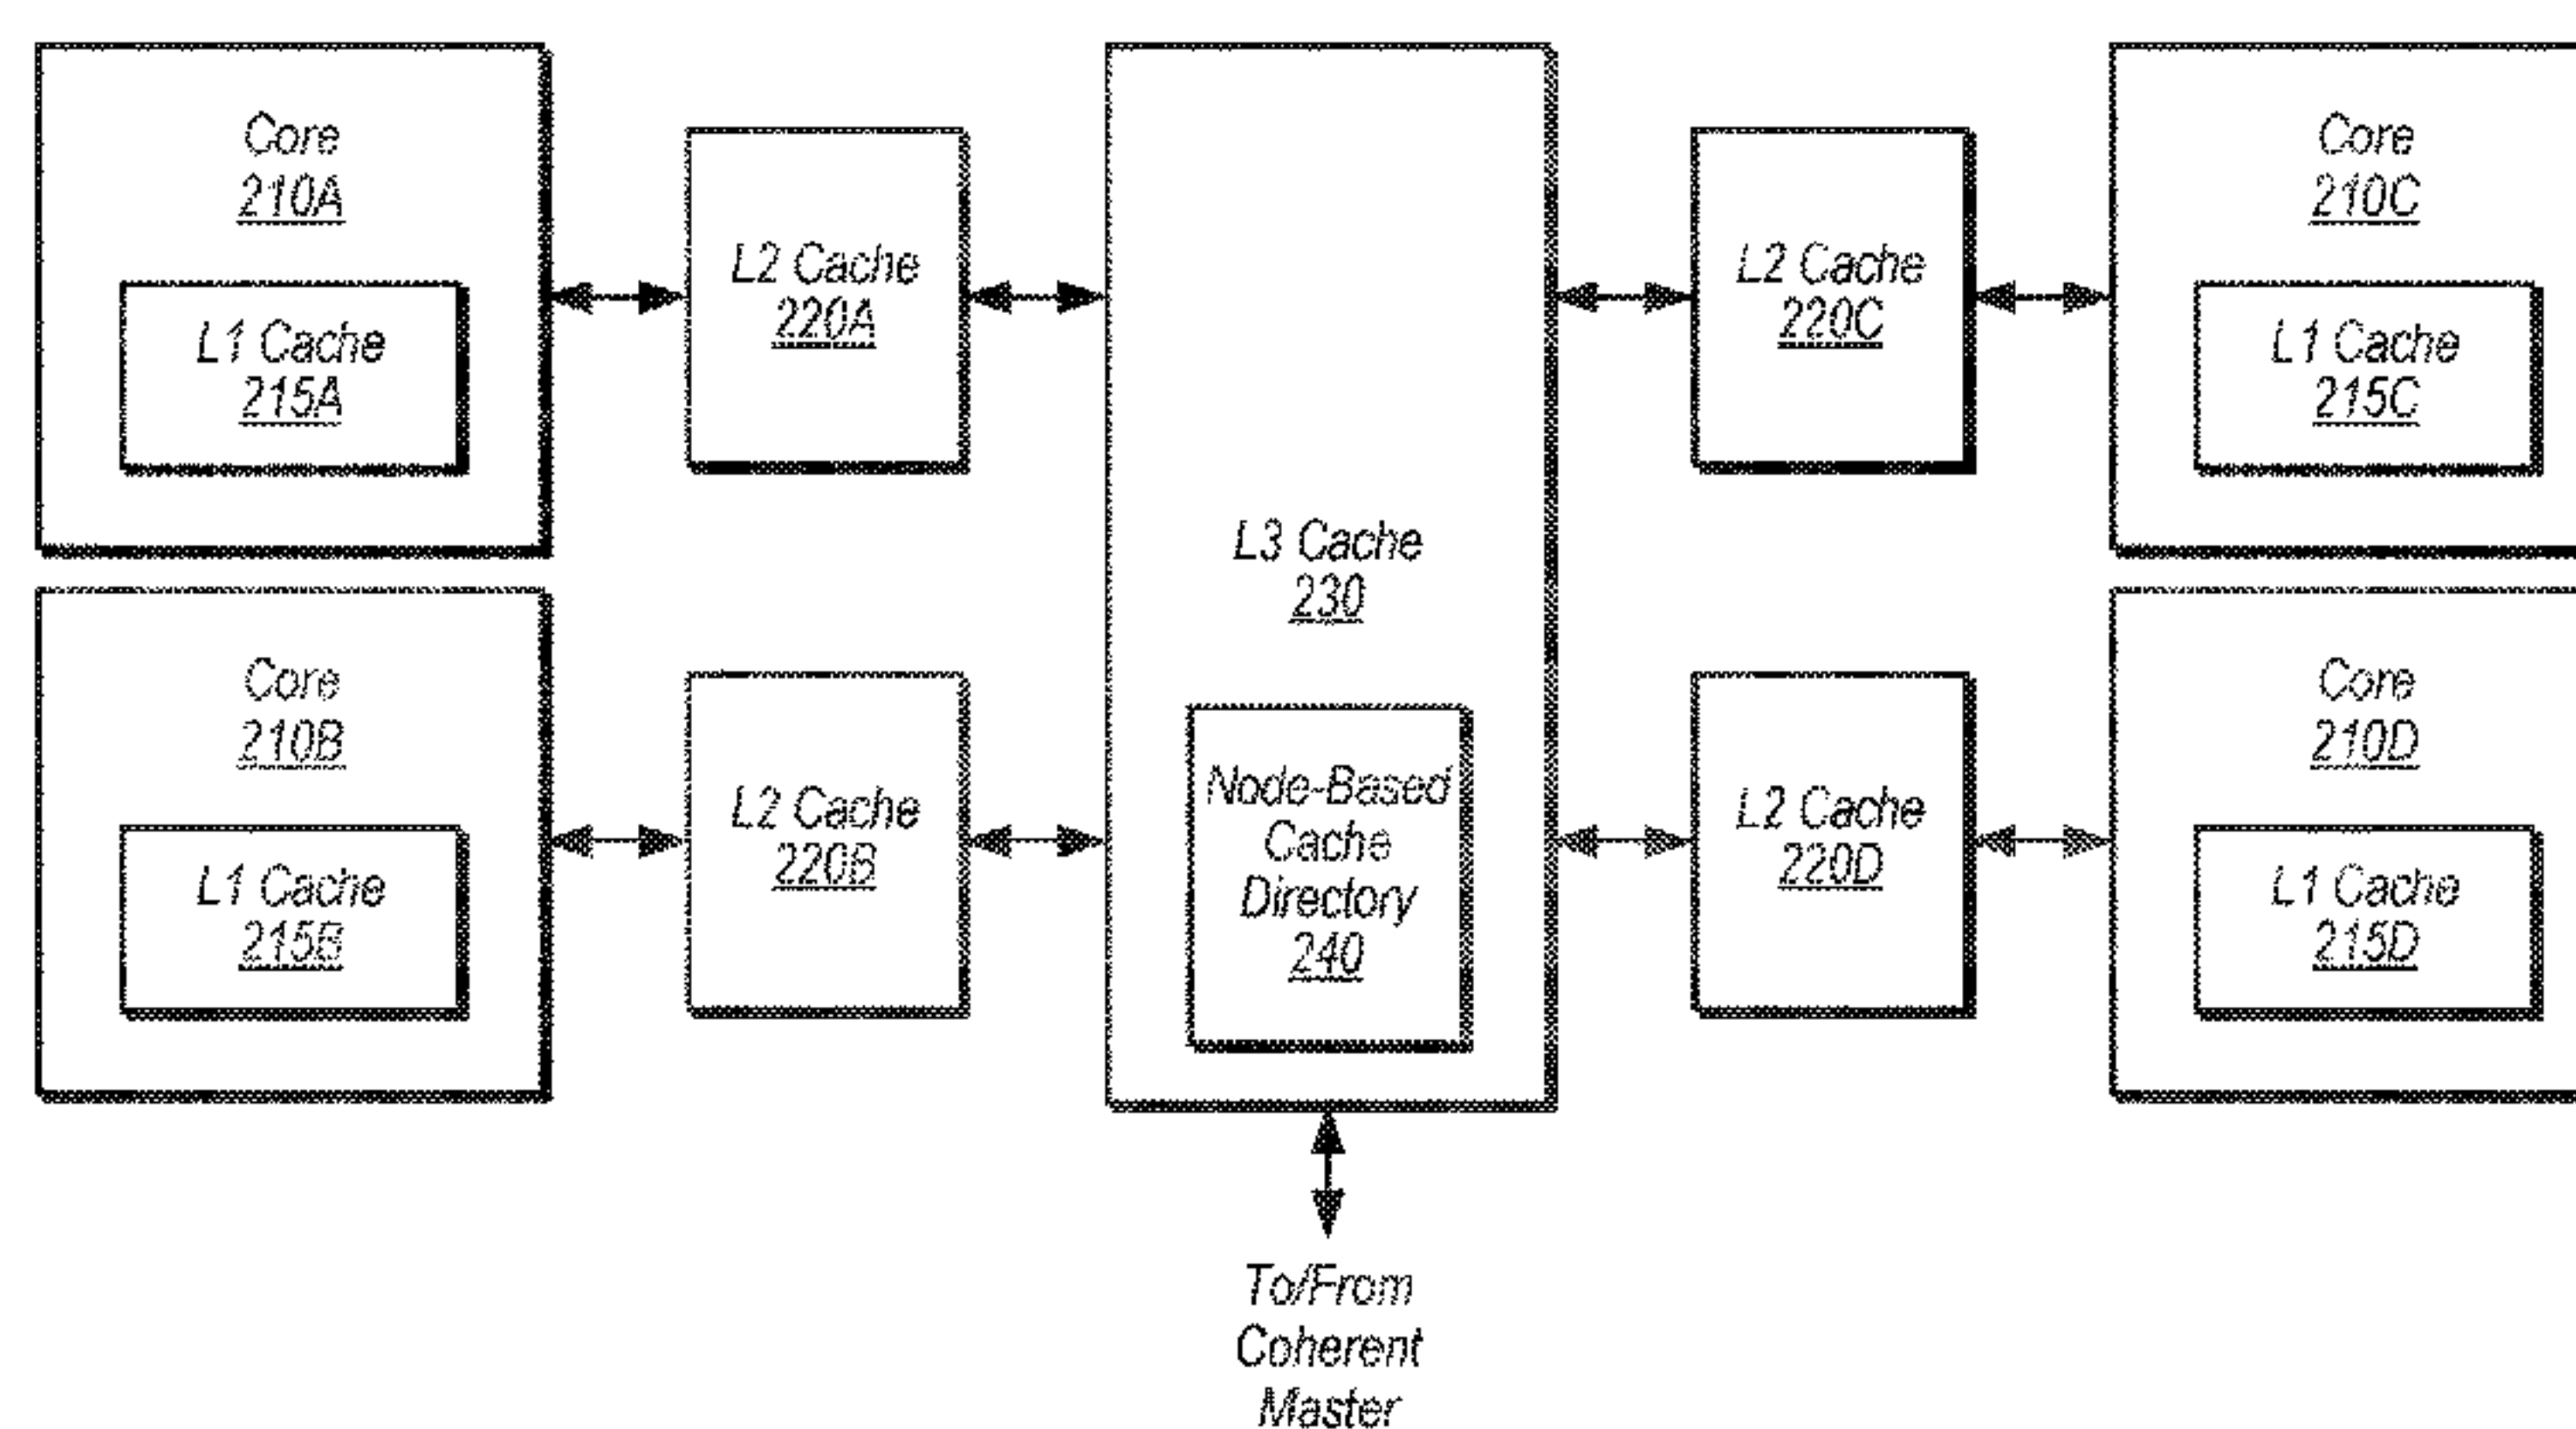 Core
210A
L1 Cache
215A
L2 Cache
220A
Core
210B
L1 Cache
215B
L2 Cache
220B
L3 Cache
230
Node-Based
Cache
Directory
240
To/From
Coherent
Master
L2 Cache
220C
Core
210C
L1 Cache
215C
L2 Cache
220D
Core
210D
L1 Cache
215D